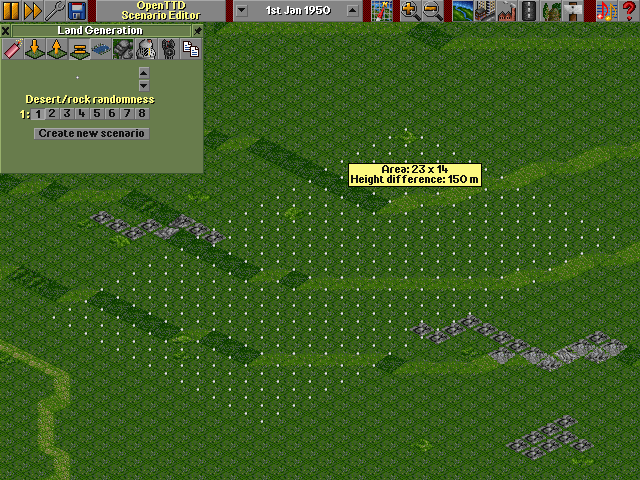 OpenTTD
Scenario Editor
1st Jan 1950
Land Generation
Desert/rock randomness
1: 1 2 3 4 5 6 7 8
Create new scenario
Area: 23 x 14
Height difference: 150 m